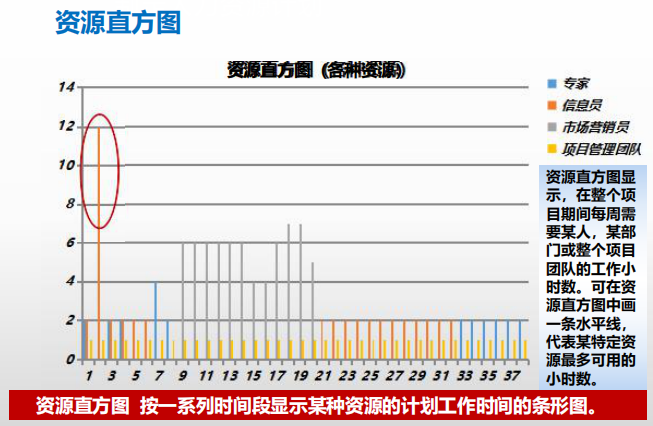 资源直方图
资源直方图（各种资源）
14
12
10
8
6
4
2
0
1 3 5 7 9 11 13 15 17 19 21 23 25 27 29 31 33 35 37
专家
信息员
市场营销员
项目管理团队
资源直方图显
示，在整个项
目期间每周需
要某人，某部
门或整个项目
团队的工作小
时数。可在资
源直方图中画
一条水平线，
代表某特定资
源最多可用的
小时数。
资源直方图 按一系列时间段显示某种资源的计划工作时间的条形图。